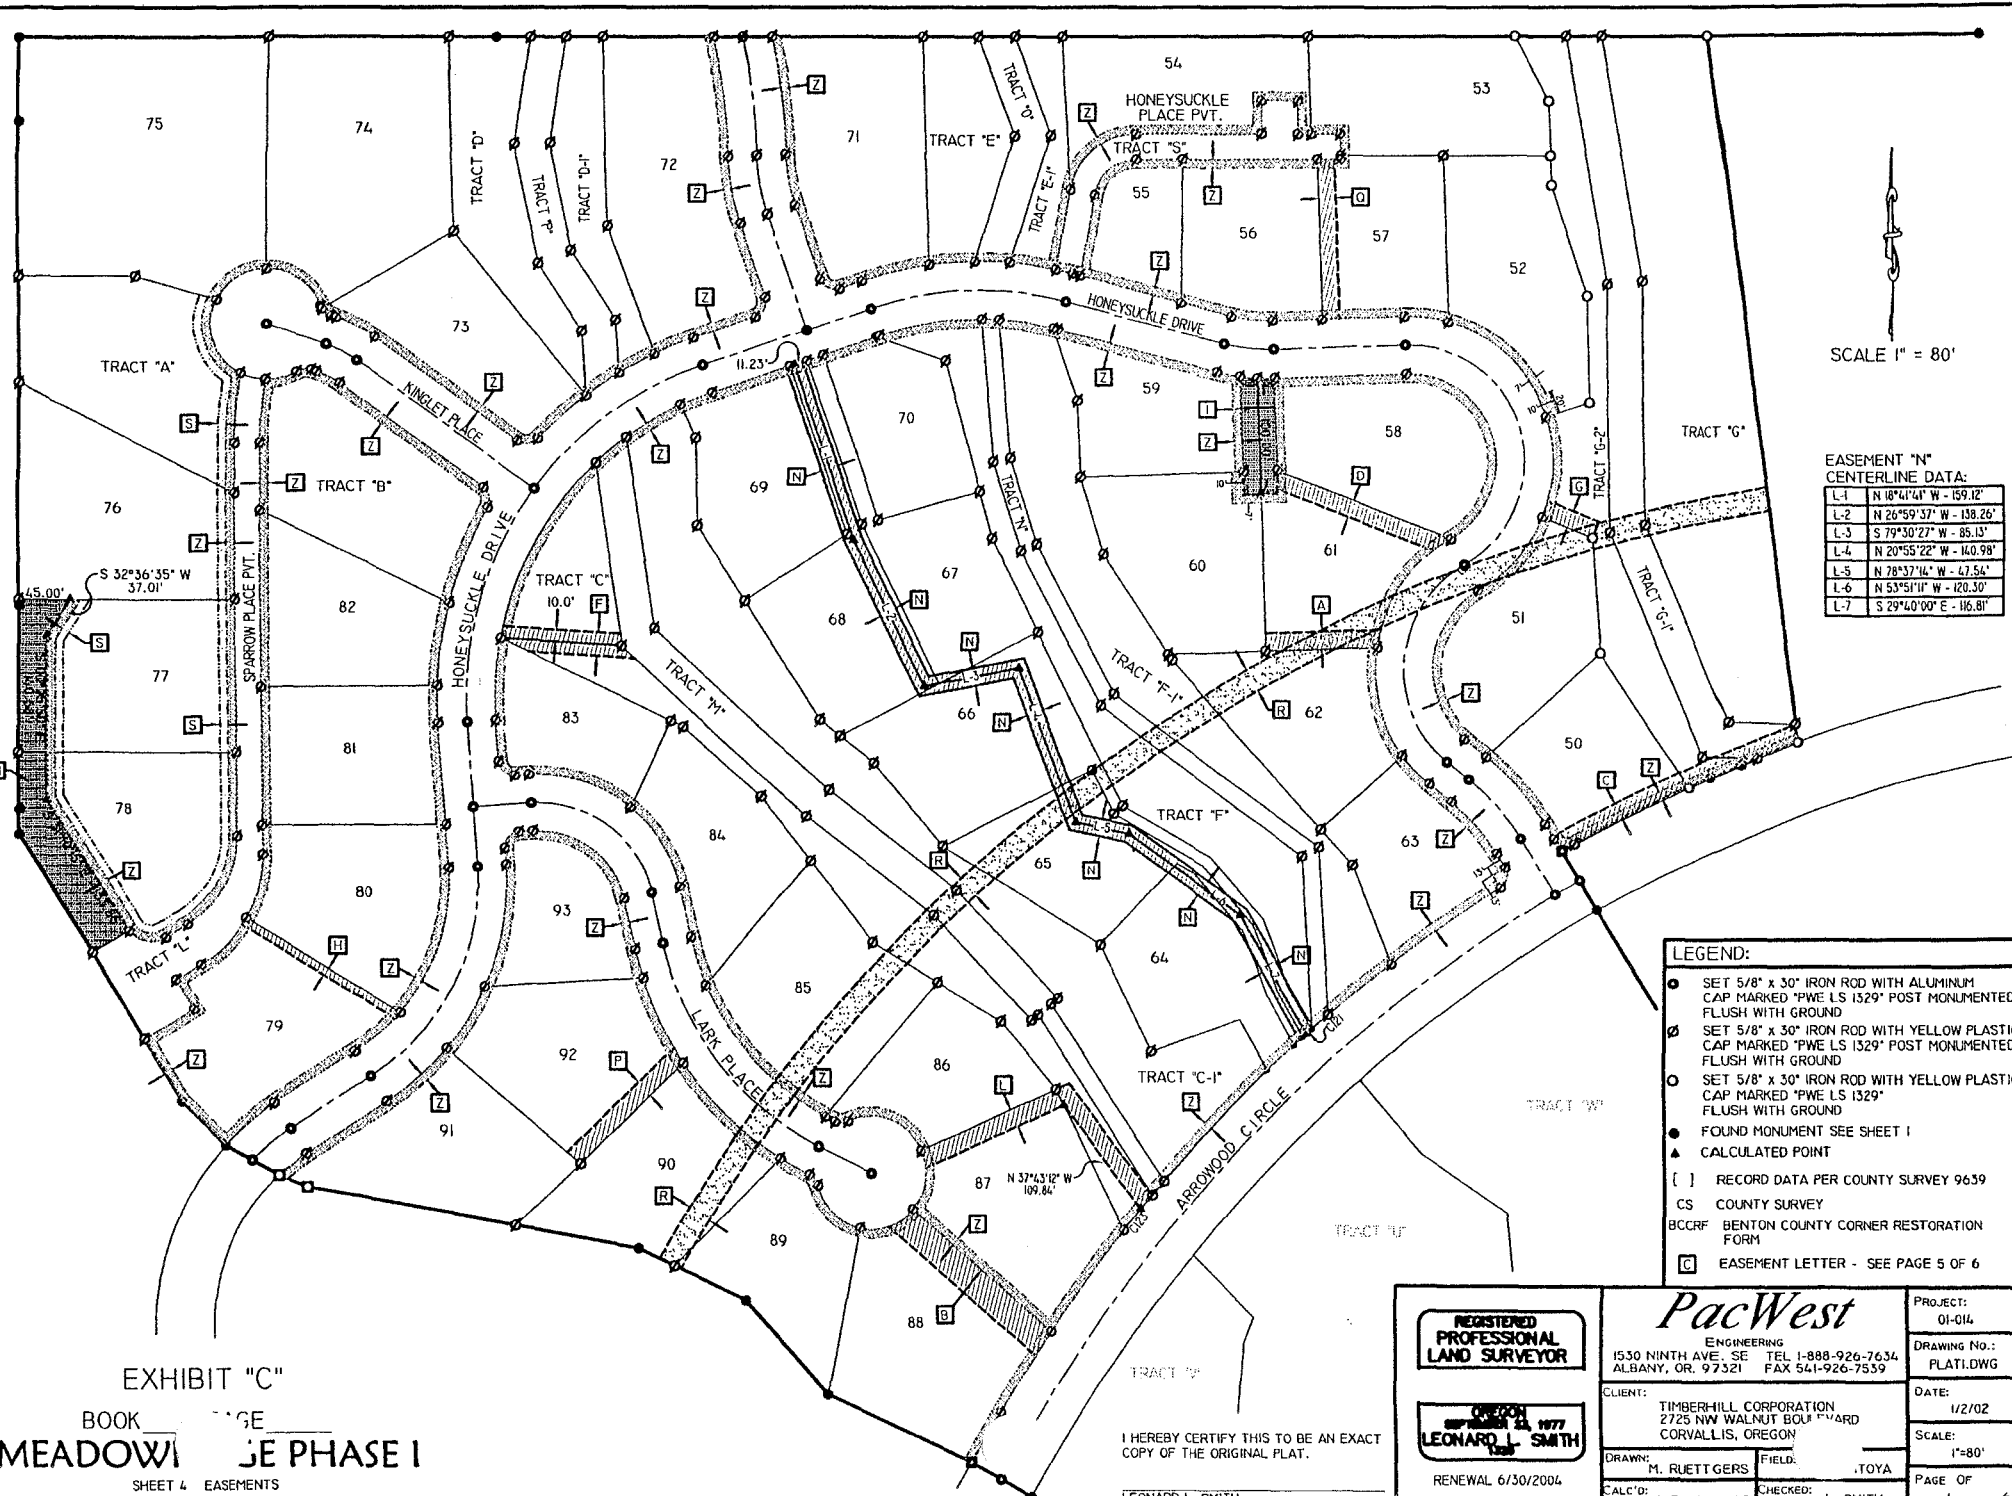 75
74
TRACT "D"
TRACT "P"
TRACT "D-1"
72
Z
Z
71
TRACT "E"
TRACT "O"
TRACT "E-1"
54
HONEYSUCKLE
PLACE PVT.
Z
TRACT "S"
Z
55
56
Q
57
53
52
SCALE 1" = 80'
TRACT "A"
73
KINGLET PLACE
Z
Z
Z
11.23'
HONEYSUCKLE DRIVE
Z
Z
59
70
69
N
Z
I
Z
58
10
D
G
TRACT "G-2"
TRACT "G"
EASEMENT "N"
CENTERLINE DATA:
L-1 N 18°41'41" W - 159.12'
L-2 N 26°59'37" W - 138.26'
L-3 S 79°30'27" W - 85.13'
L-4 N 20°55'22" W - 140.98'
L-5 N 78°37'14" W - 47.54'
L-6 N 53°51'11" W - 120.30'
L-7 S 29°40'00" E - 116.81'
S
Z
TRACT "B"
76
Z
SPARROW PLACE PVT.
S 32°36'35" W
37.01'
45.00'
S
77
S
78
Z
82
81
80
HONEYSUCKLE DRIVE
TRACT "C"
10.0'
F
83
TRACT "M"
68
67
N
L-2
N
L-3
66
N
TRACT "N"
TRACT "F-1"
60
61
A
R
62
51
TRACT "G-1"
Z
50
C
Z
TRACT "F"
L-5
N
65
R
N
N
64
63
Z
Z
84
93
Z
85
LARK PLACE
TRACT "L"
H
Z
79
Z
92
P
Z
91
90
R
89
Z
86
L
87
N 37°43'12" W
109.84'
Z
B
88
TRACT "C-1"
Z
ARROWOOD CIRCLE
C121
C123
TRACT "W"
TRACT "U"
TRACT "V"
LEGEND:
SET 5/8" x 30" IRON ROD WITH ALUMINUM
CAP MARKED "PWE LS 1329" POST MONUMENTED
FLUSH WITH GROUND
SET 5/8" x 30" IRON ROD WITH YELLOW PLASTI
CAP MARKED "PWE LS 1329" POST MONUMENTED
FLUSH WITH GROUND
SET 5/8" x 30" IRON ROD WITH YELLOW PLASTI
CAP MARKED "PWE LS 1329"
FLUSH WITH GROUND
FOUND MONUMENT SEE SHEET 1
CALCULATED POINT
[ ] RECORD DATA PER COUNTY SURVEY 9639
CS COUNTY SURVEY
BCCRF BENTON COUNTY CORNER RESTORATION
FORM
C EASEMENT LETTER - SEE PAGE 5 OF 6
EXHIBIT "C"
BOOK
MEADOW PHASE I
SHEET 4 EASEMENTS
I HEREBY CERTIFY THIS TO BE AN EXACT
COPY OF THE ORIGINAL PLAT.
REGISTERED
PROFESSIONAL
LAND SURVEYOR
OREGON
SEPTEMBER 23, 1977
LEONARD L. SMITH
1329
RENEWAL 6/30/2004
PacWest
ENGINEERING
1530 NINTH AVE. SE TEL 1-888-926-7634
ALBANY, OR. 97321 FAX 541-926-7539
CLIENT:
TIMBERHILL CORPORATION
2725 NW WALNUT
CORVALLIS, OREGON
DRAWN:
M. RUETTGERS
FIELD:
TOYA
CALC'D:
CHECKED:
PROJECT:
01-014
DRAWING NO.:
PLAT1.DWG
DATE:
1/2/02
SCALE:
1"=80'
PAGE OF